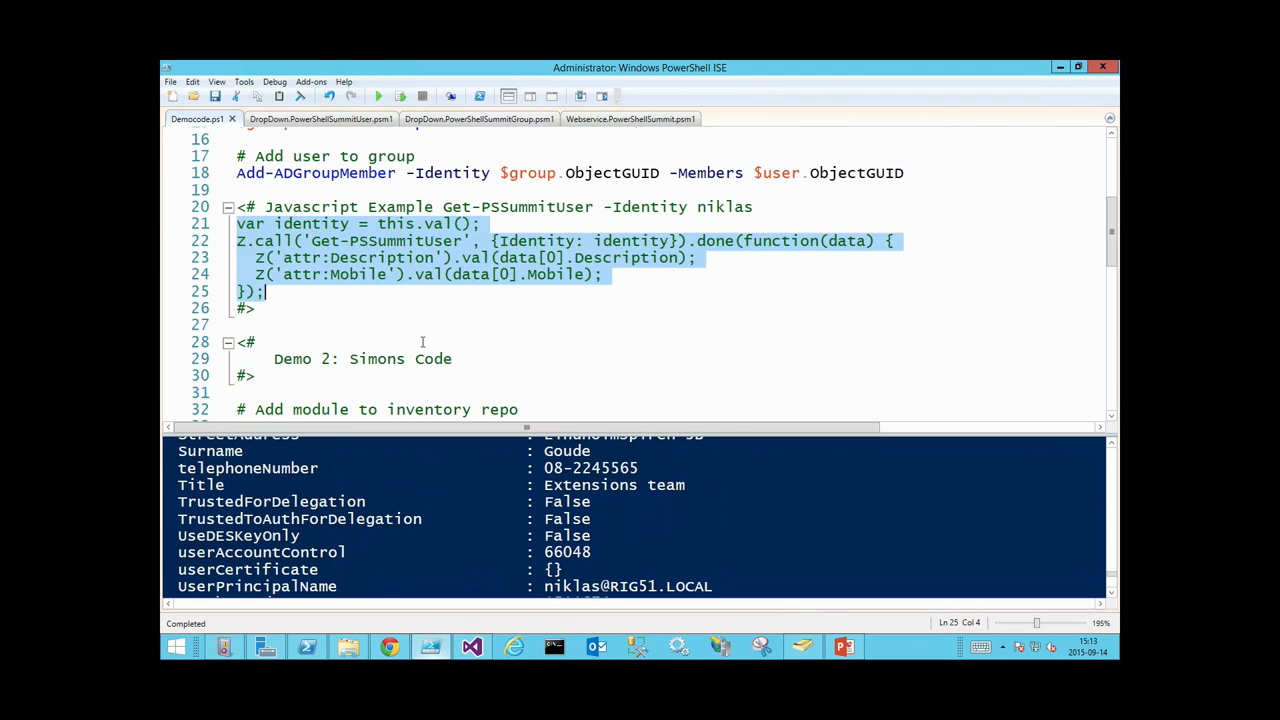 Administrator: Windows PowerShell ISE
File Edit View Tools Debug Add-ons Help
Democode.ps1 DropDown.PowerShellSummitUser.psm1 DropDown.PowerShellSummitGroup.psm1 Webservice.PowerShellSummit.psm1
16
17 # Add user to group
18 Add-ADGroupMember -Identity $group.ObjectGUID -Members $user.ObjectGUID
19
20 <# Javascript Example Get-PSSummitUser -Identity niklas
21 var identity = this.val();
22 Z.call('Get-PSSummitUser', {Identity: identity}).done(function(data) {
23 Z('attr:Description').val(data[0].Description);
24 Z('attr:Mobile').val(data[0].Mobile);
25 });
26 #>
27
28 <#
29 Demo 2: Simons Code
30 #>
31
32 # Add module to inventory repo
StreetAddress :
Surname : Goude
telephoneNumber : 08-2245565
Title : Extensions team
TrustedForDelegation : False
TrustedToAuthForDelegation : False
UseDESKeyOnly : False
userAccountControl : 66048
userCertificate : {}
UserPrincipalName : niklas@RIG51.LOCAL
Completed Ln 25 Col 4 195%
15:13
2015-09-14